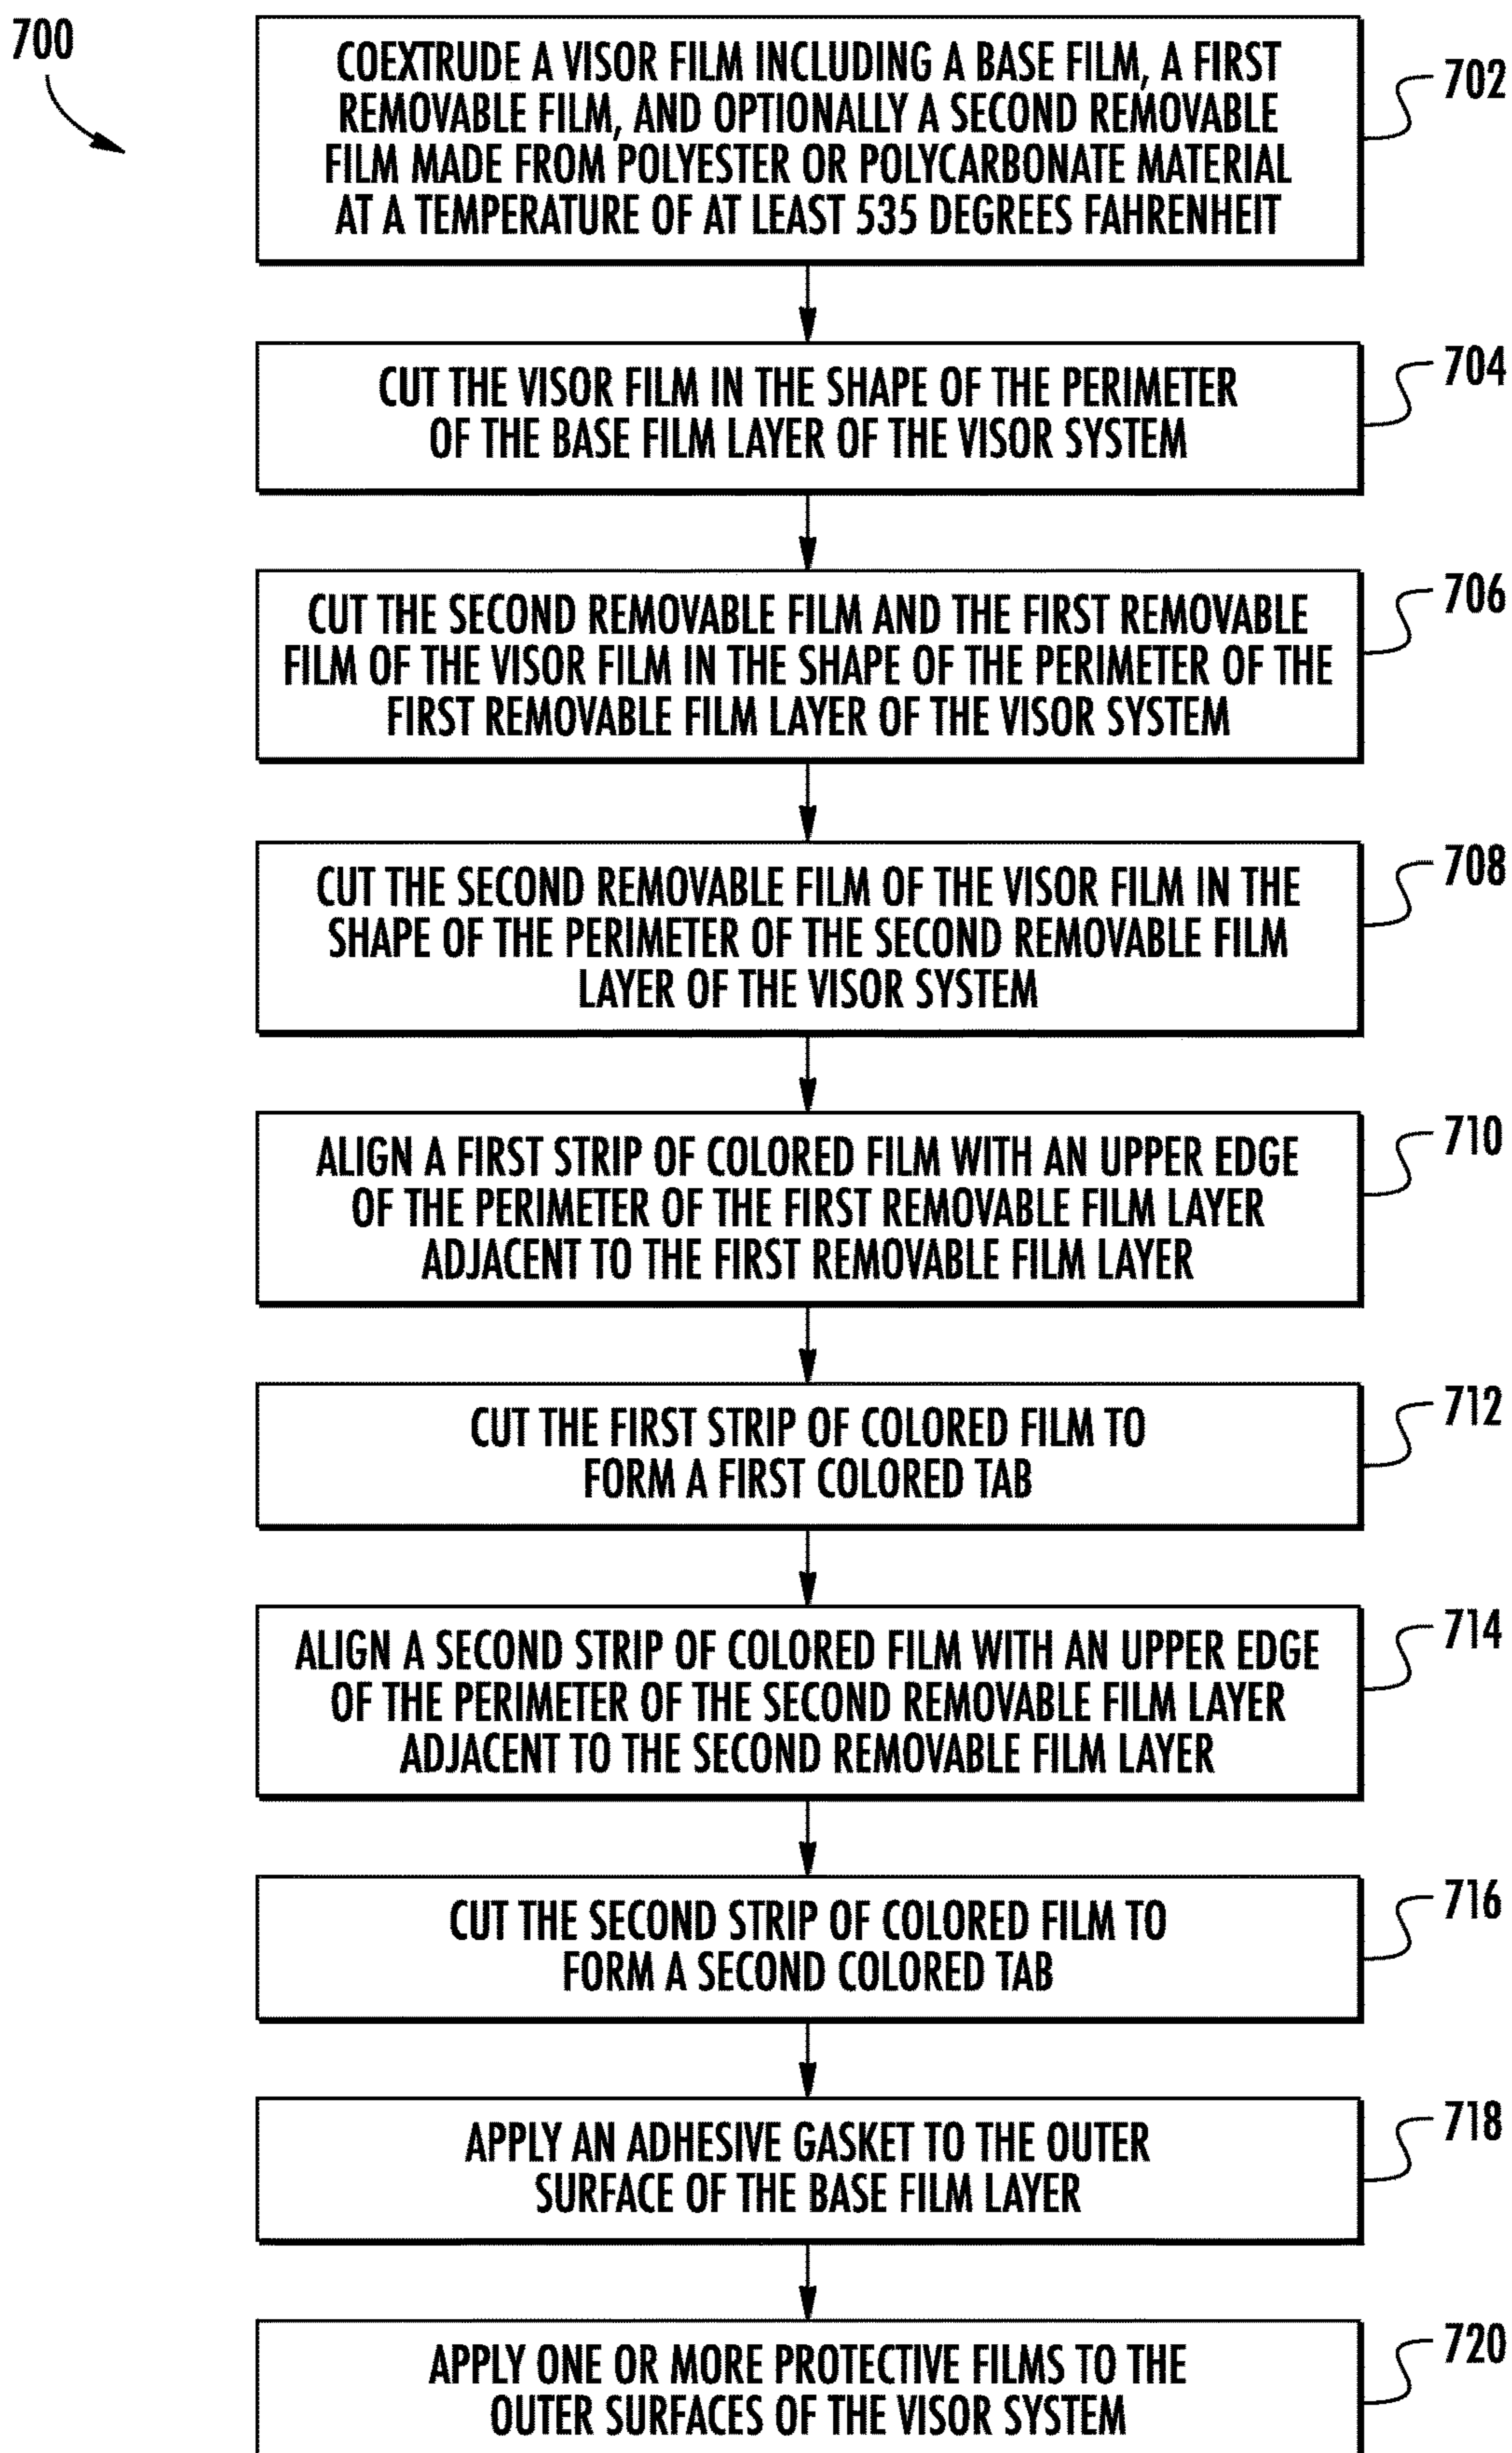 700
COEXTRUDE A VISOR FILM INCLUDING A BASE FILM, A FIRST
REMOVABLE FILM, AND OPTIONALLY A SECOND REMOVABLE
FILM MADE FROM POLYESTER OR POLYCARBONATE MATERIAL
AT A TEMPERATURE OF AT LEAST 535 DEGREES FAHRENHEIT
702
CUT THE VISOR FILM IN THE SHAPE OF THE PERIMETER
OF THE BASE FILM LAYER OF THE VISOR SYSTEM
704
CUT THE SECOND REMOVABLE FILM AND THE FIRST REMOVABLE
FILM OF THE VISOR FILM IN THE SHAPE OF THE PERIMETER OF THE
FIRST REMOVABLE FILM LAYER OF THE VISOR SYSTEM
706
CUT THE SECOND REMOVABLE FILM OF THE VISOR FILM IN THE
SHAPE OF THE PERIMETER OF THE SECOND REMOVABLE FILM
LAYER OF THE VISOR SYSTEM
708
ALIGN A FIRST STRIP OF COLORED FILM WITH AN UPPER EDGE
OF THE PERIMETER OF THE FIRST REMOVABLE FILM LAYER
ADJACENT TO THE FIRST REMOVABLE FILM LAYER
710
CUT THE FIRST STRIP OF COLORED FILM TO
FORM A FIRST COLORED TAB
712
ALIGN A SECOND STRIP OF COLORED FILM WITH AN UPPER EDGE
OF THE PERIMETER OF THE SECOND REMOVABLE FILM LAYER
ADJACENT TO THE SECOND REMOVABLE FILM LAYER
714
CUT THE SECOND STRIP OF COLORED FILM TO
FORM A SECOND COLORED TAB
716
APPLY AN ADHESIVE GASKET TO THE OUTER
SURFACE OF THE BASE FILM LAYER
718
APPLY ONE OR MORE PROTECTIVE FILMS TO THE
OUTER SURFACES OF THE VISOR SYSTEM
720